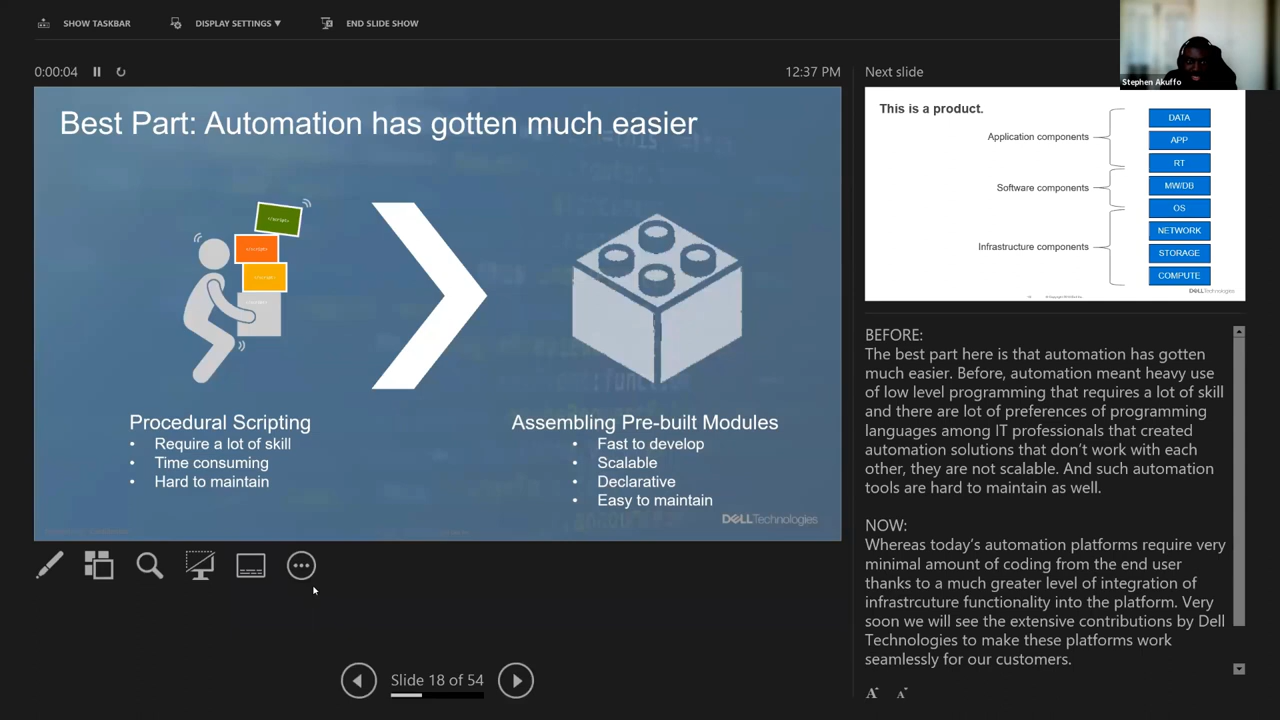 SHOW TASKBAR
DISPLAY SETTINGS ▼
END SLIDE SHOW
Stephen Akuffo
0:00:04
12:37 PM
Best Part: Automation has gotten much easier
Procedural Scripting
• Require a lot of skill
• Time consuming
• Hard to maintain
Assembling Pre-built Modules
• Fast to develop
• Scalable
• Declarative
• Easy to maintain
DELLTechnologies
Slide 18 of 54
Next slide
This is a product.
Application components
Software components
Infrastructure components
DATA
APP
RT
MW/DB
OS
NETWORK
STORAGE
COMPUTE
DELLTechnologies
BEFORE:
The best part here is that automation has gotten
much easier. Before, automation meant heavy use
of low level programming that requires a lot of skill
and there are lot of preferences of programming
languages among IT professionals that created
automation solutions that don't work with each
other, they are not scalable. And such automation
tools are hard to maintain as well.
NOW:
Whereas today's automation platforms require very
minimal amount of coding from the end user
thanks to a much greater level of integration of
infrastrcuture functionality into the platform. Very
soon we will see the extensive contributions by Dell
Technologies to make these platforms work
seamlessly for our customers.
A A